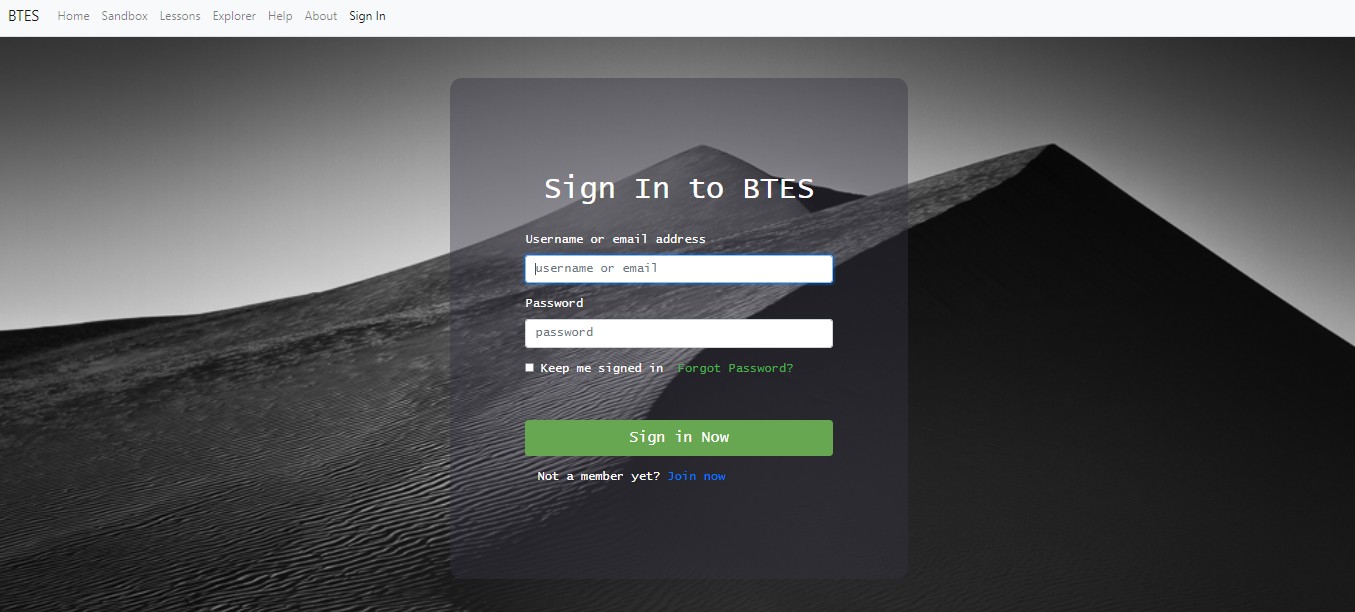 BTES Home Sandbox Lessons Explorer Help About Sign In
Sign In to BTES
Username or email address
username or email
Password
password
Keep me signed in Forgot Password?
Sign in Now
Not a member yet? Join now